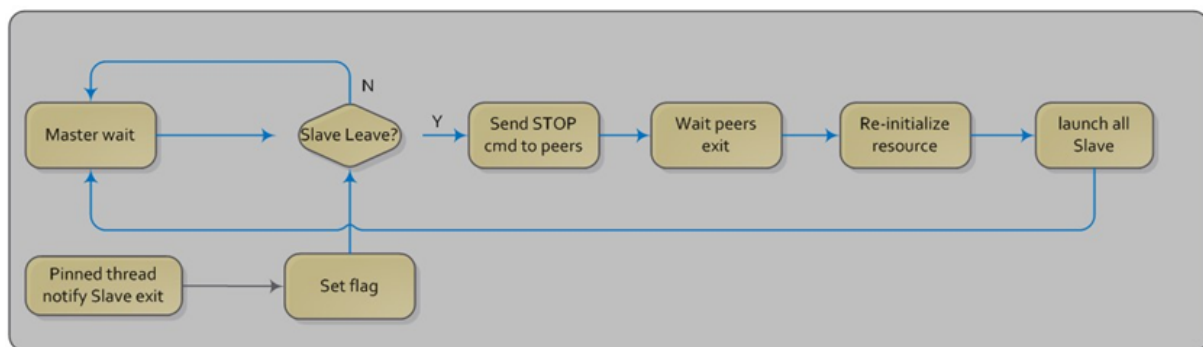 N
Master wait
Slave Leave?
Y
Send STOP
cmd to peers
Wait peers
exit
Re-initialize
resource
launch all
Slave
Pinned thread
notify Slave exit
Set flag